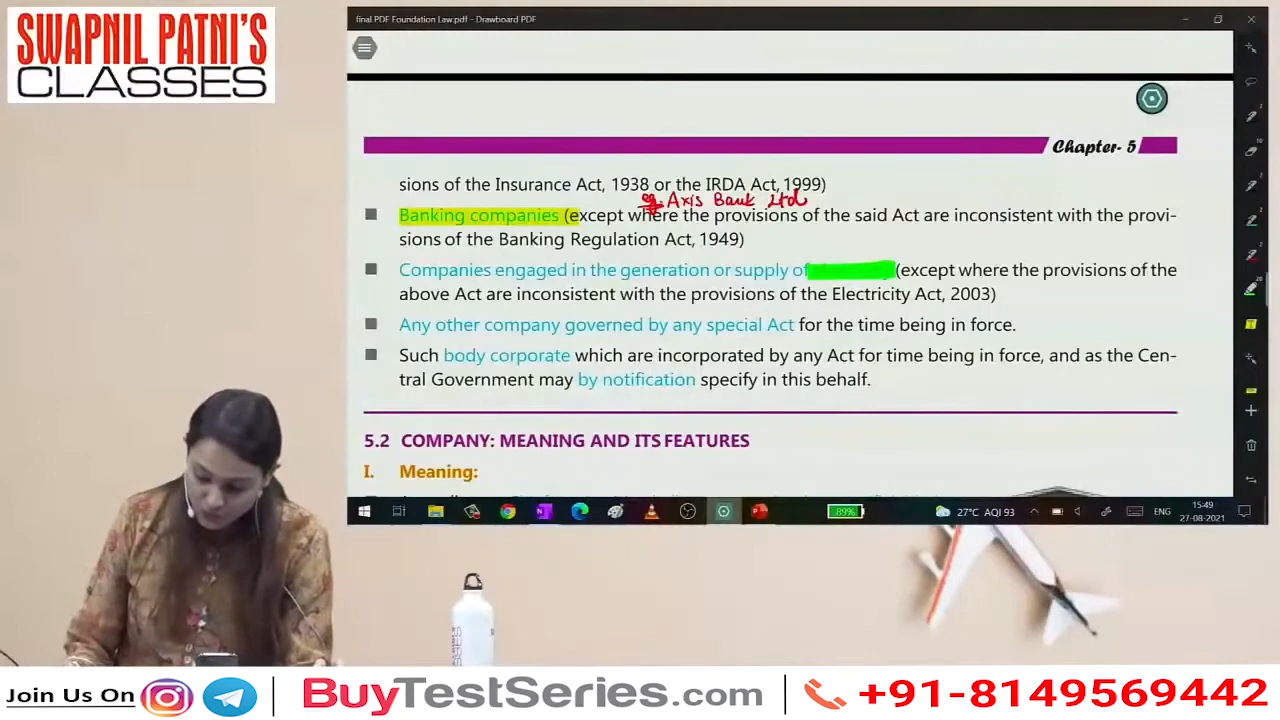 SWAPNIL PATNI'S
CLASSES
final.PDF Foundation Law.pdf - Drawboard PDF
Chapter- 5
sions of the Insurance Act, 1938 or the IRDA Act, 1999)
eg. Axis Bank Ltd
Banking companies (except where the provisions of the said Act are inconsistent with the provi-
sions of the Banking Regulation Act, 1949)
Companies engaged in the generation or supply of (except where the provisions of the
above Act are inconsistent with the provisions of the Electricity Act, 2003)
Any other company governed by any special Act for the time being in force.
Such body corporate which are incorporated by any Act for time being in force, and as the Cen-
tral Government may by notification specify in this behalf.
5.2 COMPANY: MEANING AND ITS FEATURES
I. Meaning:
89%
27°C AQI 93
ENG
15:49
27-08-2021
Join Us On
BuyTestSeries.com
+91-8149569442